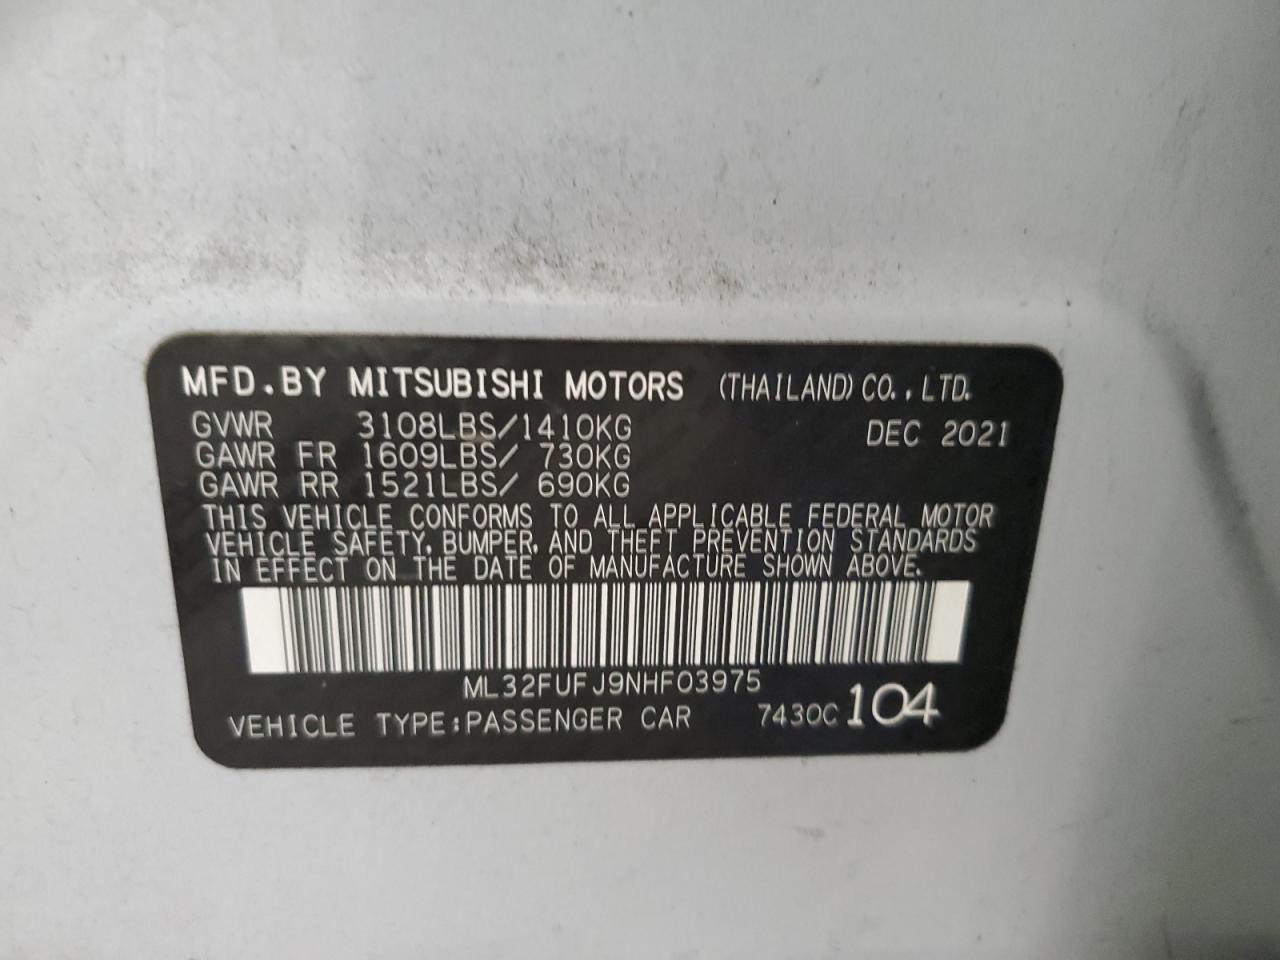 MFD.BY MITSUBISHI MOTORS (THAILAND) CO.,LTD.
GVWR 3108LBS/1410KG DEC 2021
GAWR FR 1609LBS/ 730KG
GAWR RR 1521LBS/ 690KG
THIS VEHICLE CONFORMS TO ALL APPLICABLE FEDERAL MOTOR
VEHICLE SAFETY, BUMPER, AND THEFT PREVENTION STANDARDS
IN EFFECT ON THE DATE OF MANUFACTURE SHOWN ABOVE.
ML32FUFJ9NHF03975
VEHICLE TYPE:PASSENGER CAR 7430C 104